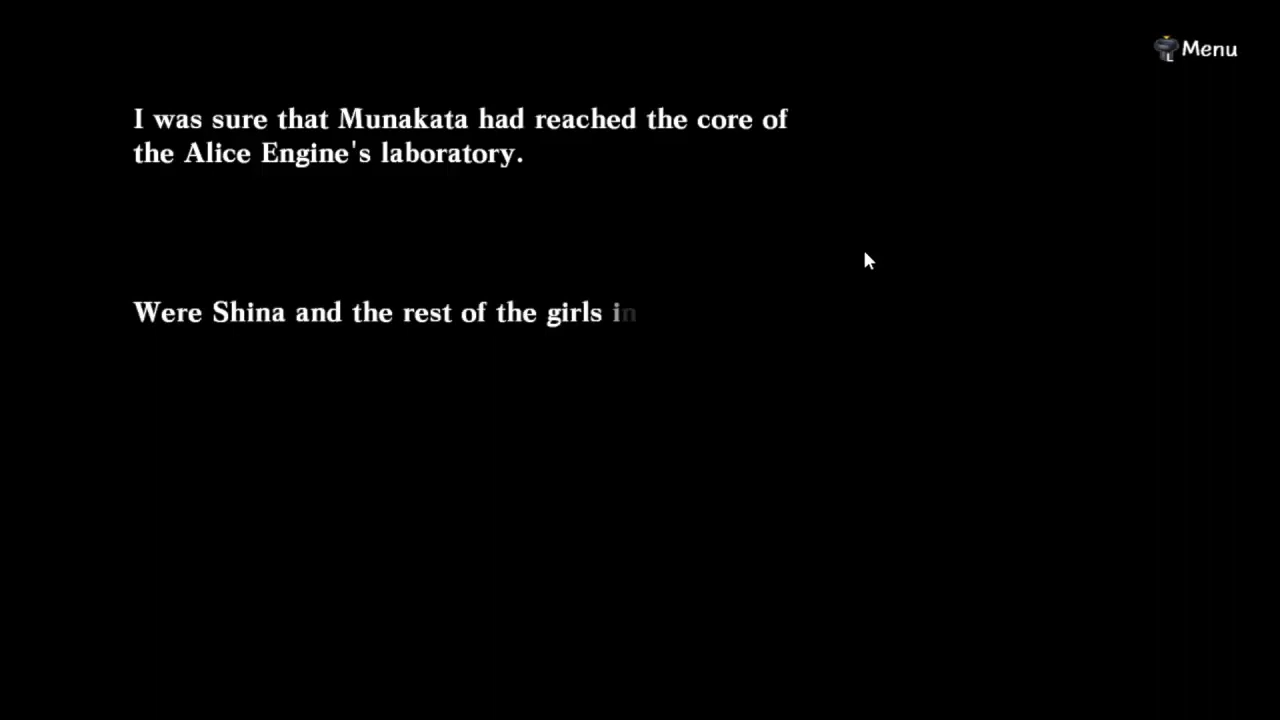 Menu
L
I was sure that Munakata had reached the core of
the Alice Engine's laboratory.
Were Shina and the rest of the girls in